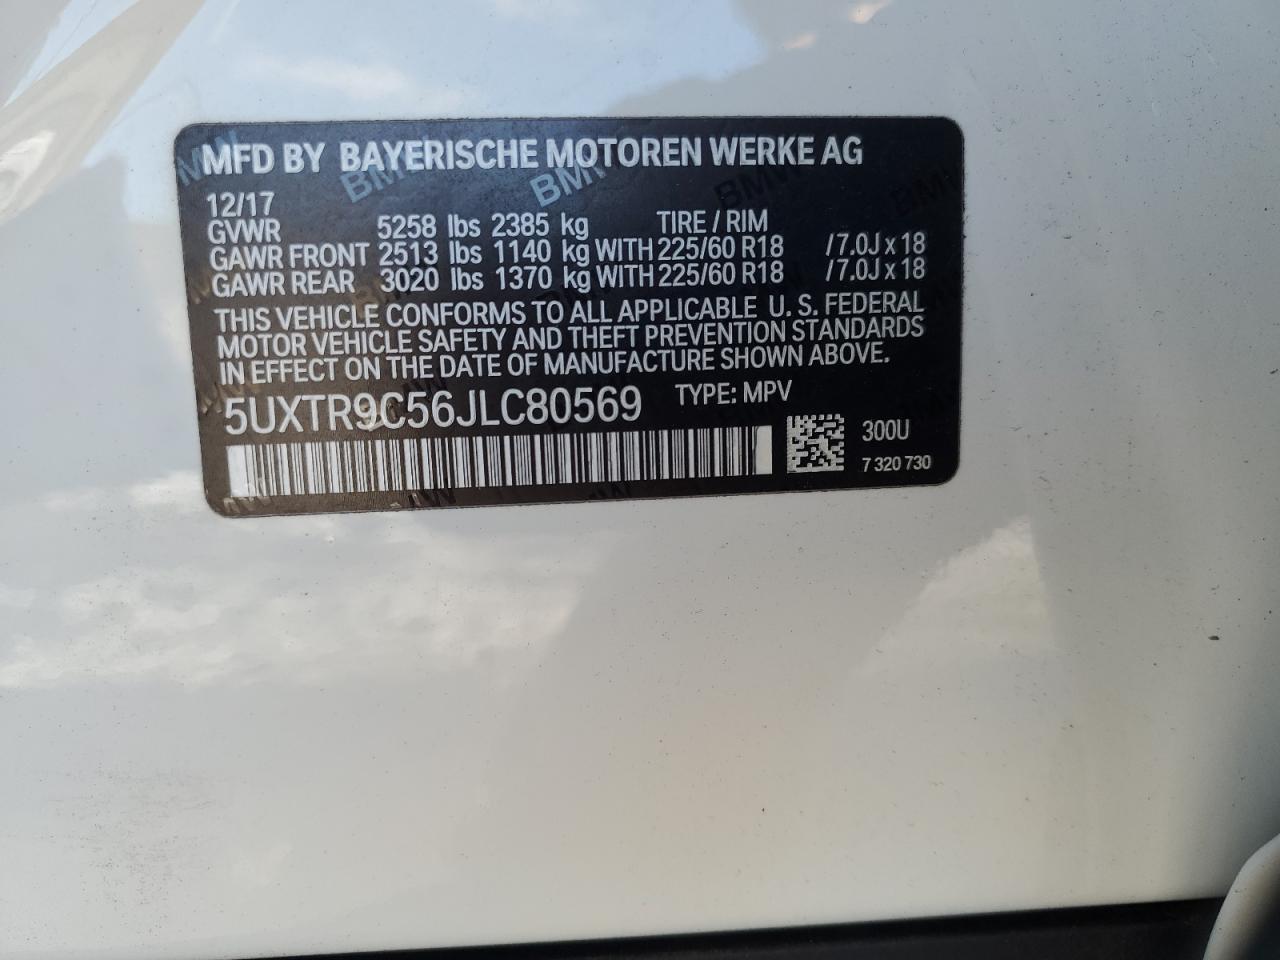 MFD BY BAYERISCHE MOTOREN WERKE AG
12/17
GVWR 5258 lbs 2385 kg TIRE / RIM
GAWR FRONT 2513 lbs 1140 kg WITH 225/60 R18 /7.0J x 18
GAWR REAR 3020 lbs 1370 kg WITH 225/60 R18 /7.0J x 18
THIS VEHICLE CONFORMS TO ALL APPLICABLE U. S. FEDERAL
MOTOR VEHICLE SAFETY AND THEFT PREVENTION STANDARDS
IN EFFECT ON THE DATE OF MANUFACTURE SHOWN ABOVE.
5UXTR9C56JLC80569 TYPE: MPV
300U
7 320 730